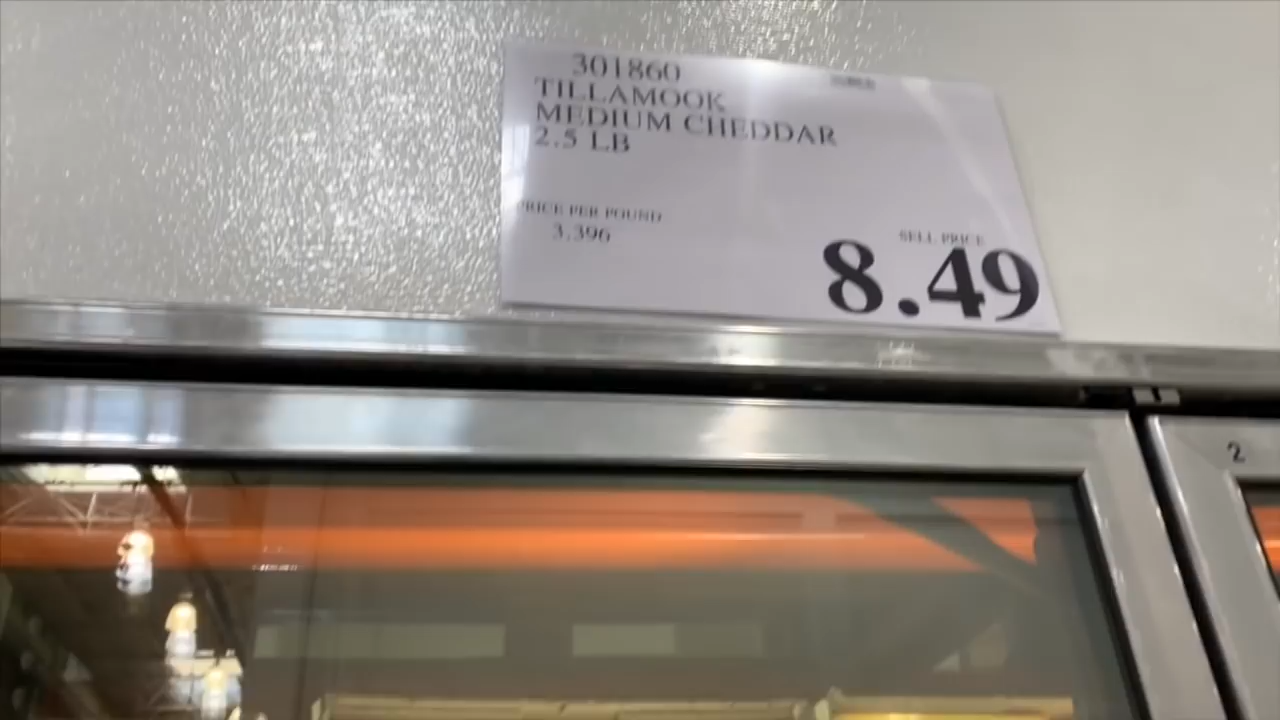 301860
TILLAMOOK
MEDIUM CHEDDAR
2.5 LB
PRICE PER POUND
3.396
SELL PRICE
8.49
2